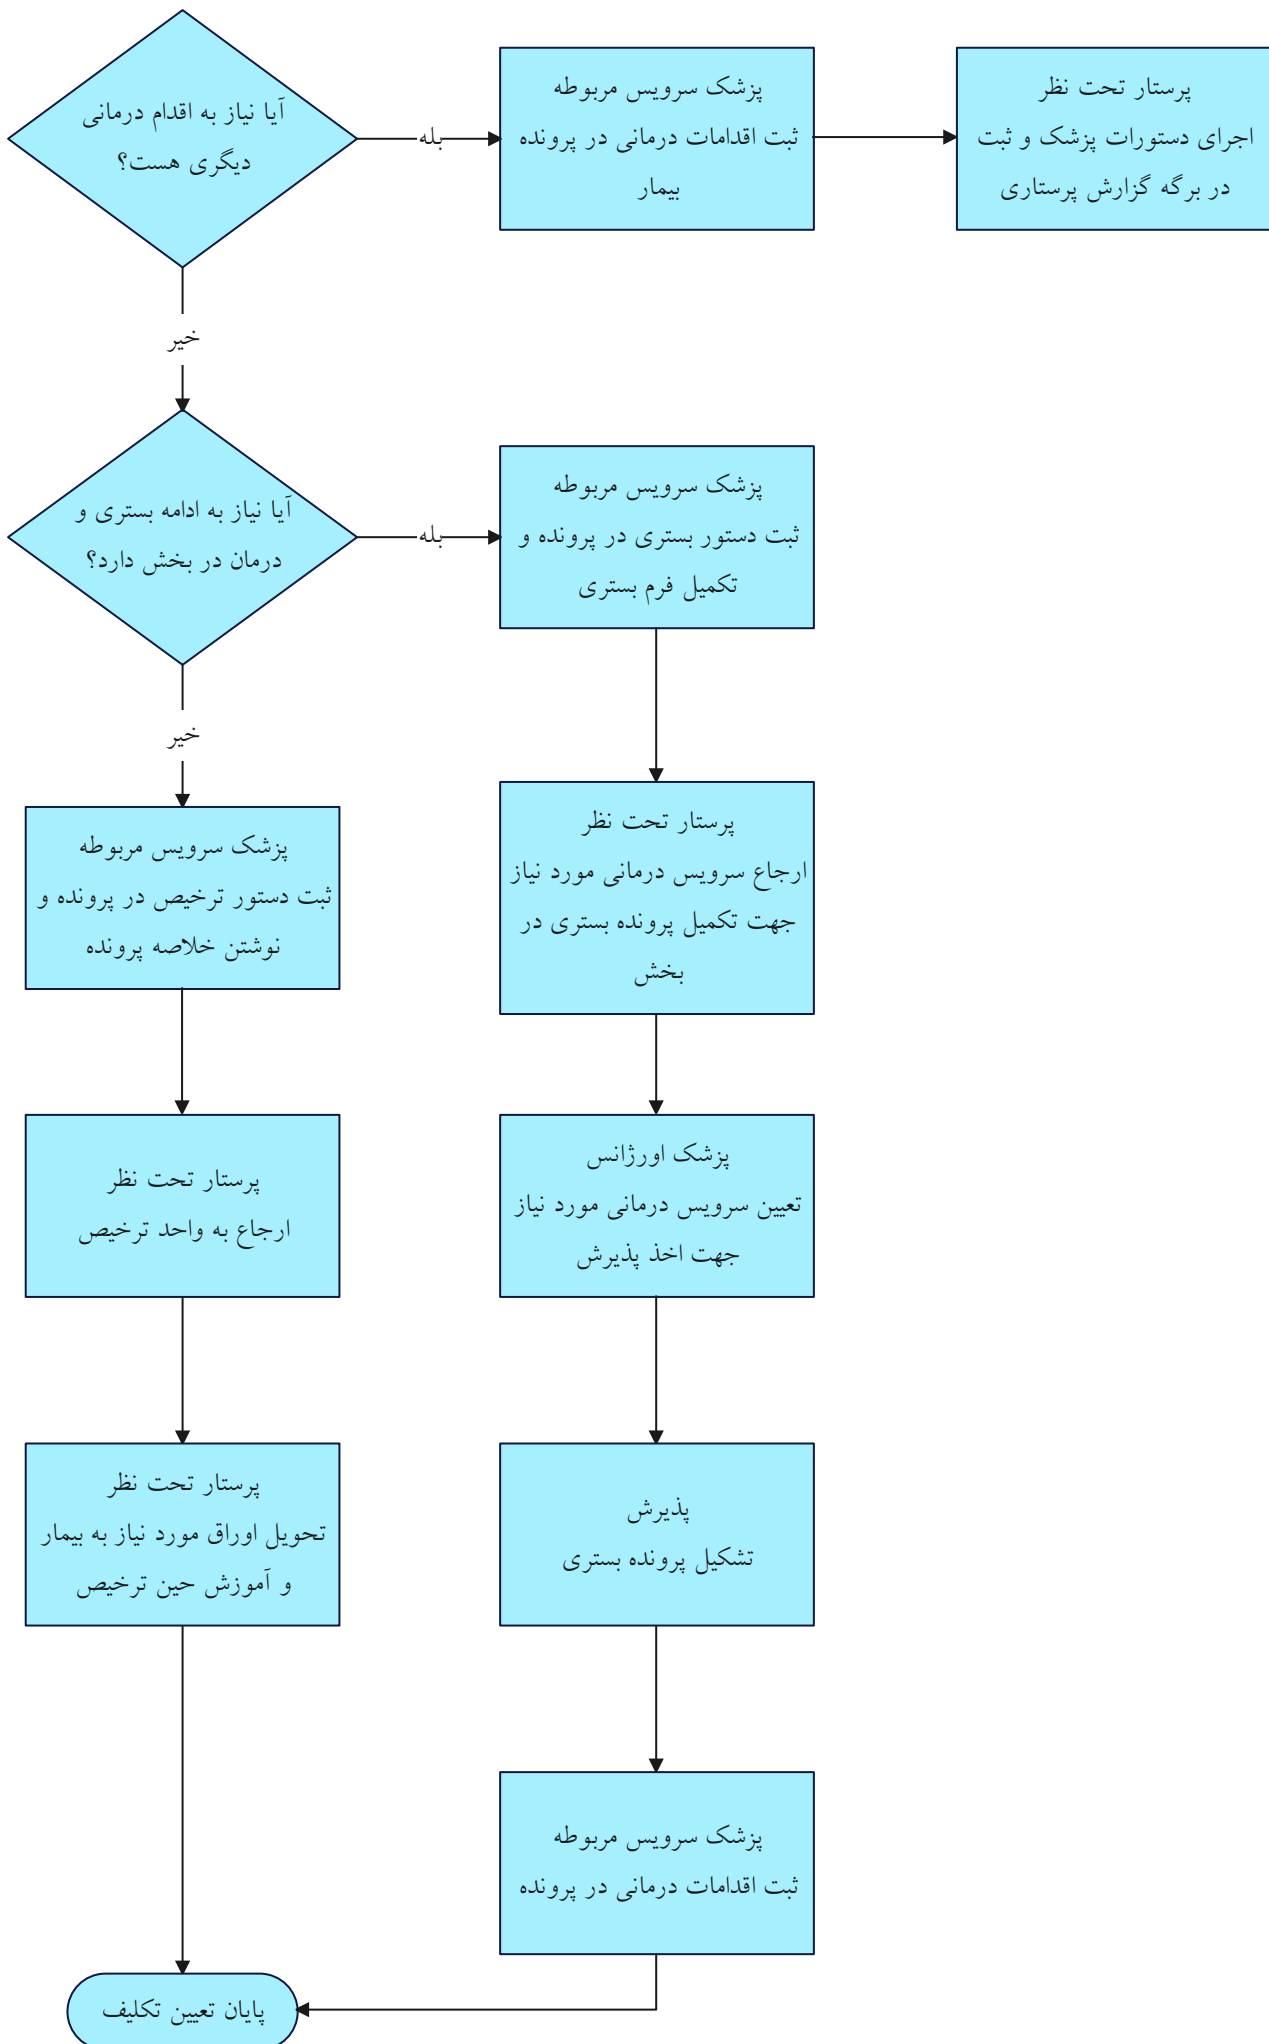 آیا نیاز به اقدام درمانی
دیگری هست؟
بله
پزشک سرویس مربوطه
ثبت اقدامات درمانی در پرونده
بیمار
پرستار تحت نظر
اجرای دستورات پزشک و ثبت
در برگه گزارش پرستاری
خیر
آیا نیاز به ادامه بستری و
درمان در بخش دارد؟
بله
پزشک سرویس مربوطه
ثبت دستور بستری در پرونده و
تکمیل فرم بستری
خیر
پزشک سرویس مربوطه
ثبت دستور ترخیص در پرونده و
نوشتن خلاصه پرونده
پرستار تحت نظر
ارجاع سرویس درمانی مورد نیاز
جهت تکمیل پرونده بستری در
بخش
پرستار تحت نظر
ارجاع به واحد ترخیص
پزشک اورژانس
تعیین سرویس درمانی مورد نیاز
جهت اخذ پذیرش
پرستار تحت نظر
تحویل اوراق مورد نیاز به بیمار
و آموزش حین ترخیص
پذیرش
تشکیل پرونده بستری
پزشک سرویس مربوطه
ثبت اقدامات درمانی در پرونده
پایان تعیین تکلیف